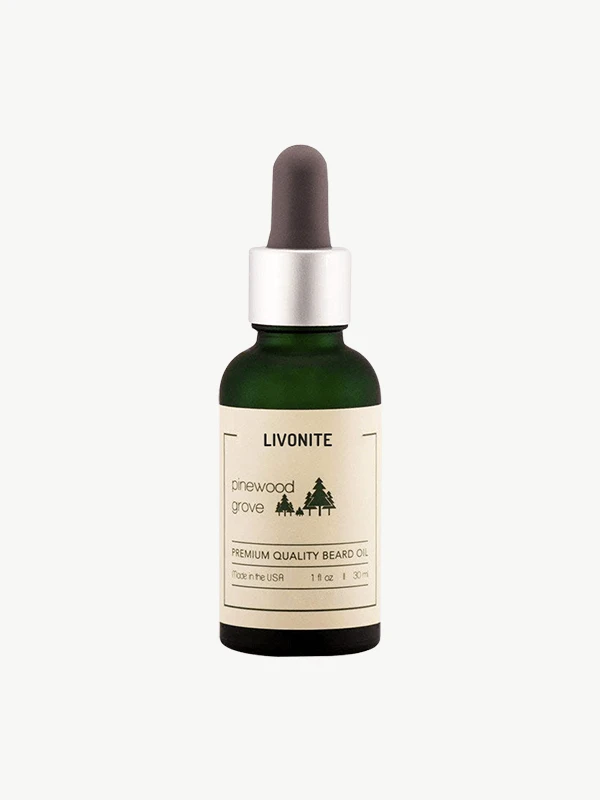 LIVONITE
pinewood
grove
PREMIUM QUALITY BEARD OIL
Made in the USA 1 fl oz || 30 ml